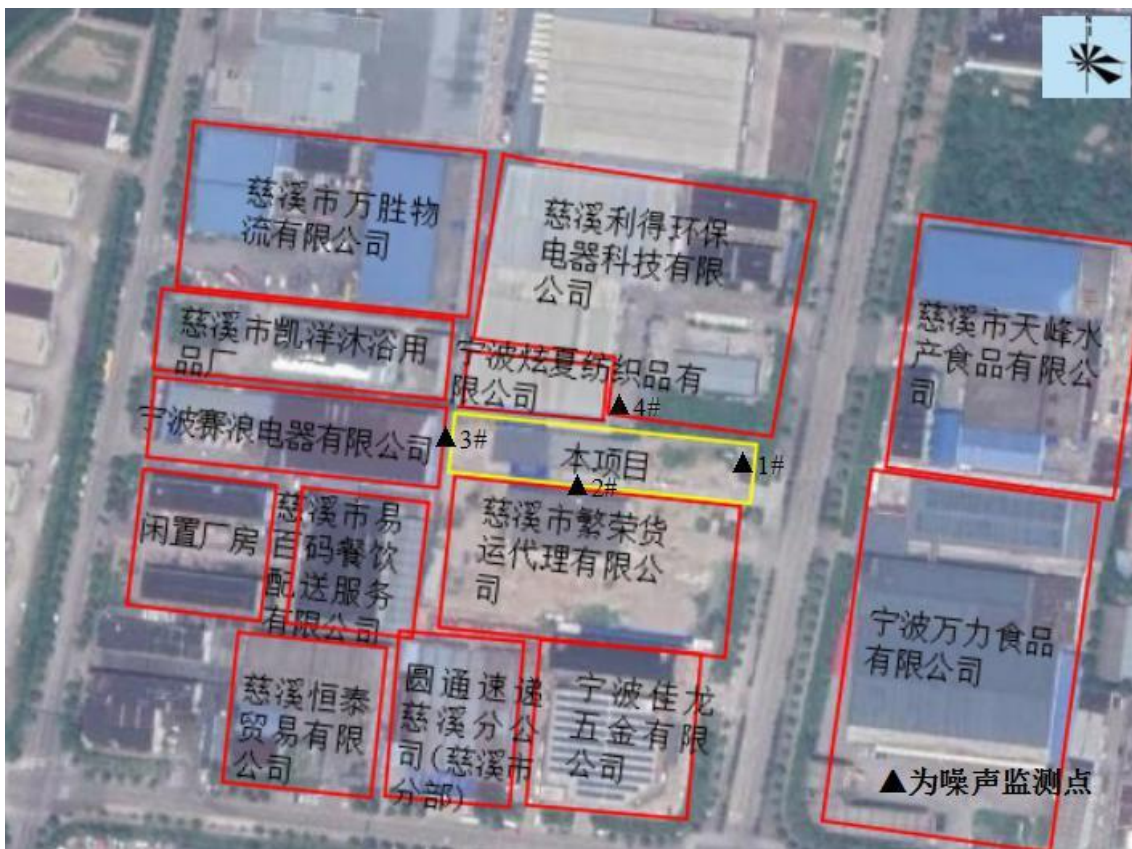 N
慈溪市万胜物
流有限公司
慈溪利得环保
电器科技有限
公司
慈溪市天峰水
产食品有限公
司
慈溪市凯洋沐浴用
品厂
宁波炫夏纺织品有
限公司
▲4#
宁波赛浪电器有限公司
▲3#
本项目
▲1#
▲2#
闲置厂房
慈溪市易
百码餐饮
配送服务
有限公司
慈溪市繁荣货
运代理有限公
司
宁波万力食品
有限公司
慈溪恒泰
贸易有限
公司
圆通速递
慈溪分公
司(慈溪市
分部)
宁波佳龙
五金有限
公司
▲为噪声监测点